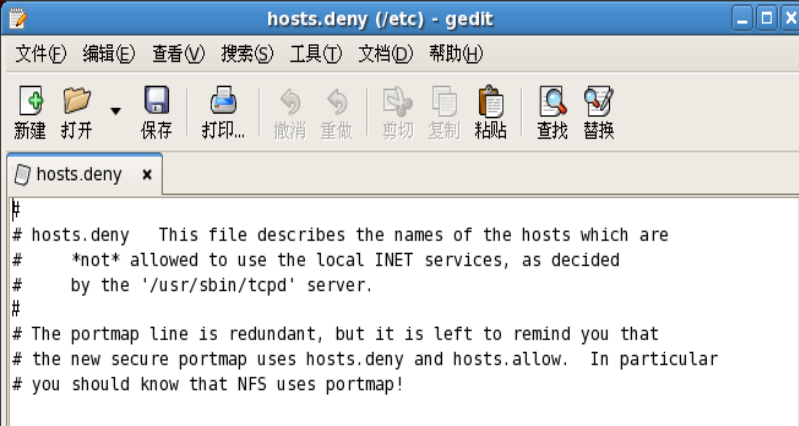 hosts.deny (/etc) - gedit
文件(F) 编辑(E) 查看(V) 搜索(S) 工具(T) 文档(D) 帮助(H)
新建 打开 保存 打印... 撤消 重做 剪切 复制 粘贴 查找 替换
hosts.deny
#
# hosts.deny   This file describes the names of the hosts which are
#     *not* allowed to use the local INET services, as decided
#     by the '/usr/sbin/tcpd' server.
#
# The portmap line is redundant, but it is left to remind you that
# the new secure portmap uses hosts.deny and hosts.allow.  In particular
# you should know that NFS uses portmap!